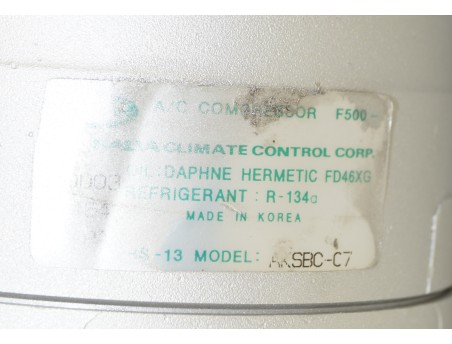 A/C COMPRESSOR F500-
HALLA CLIMATE CONTROL CORP.
OIL:DAPHNE HERMETIC FD46XG
REFRIGERANT : R-134a
MADE IN KOREA
HS-13 MODEL: AKSBC-C7